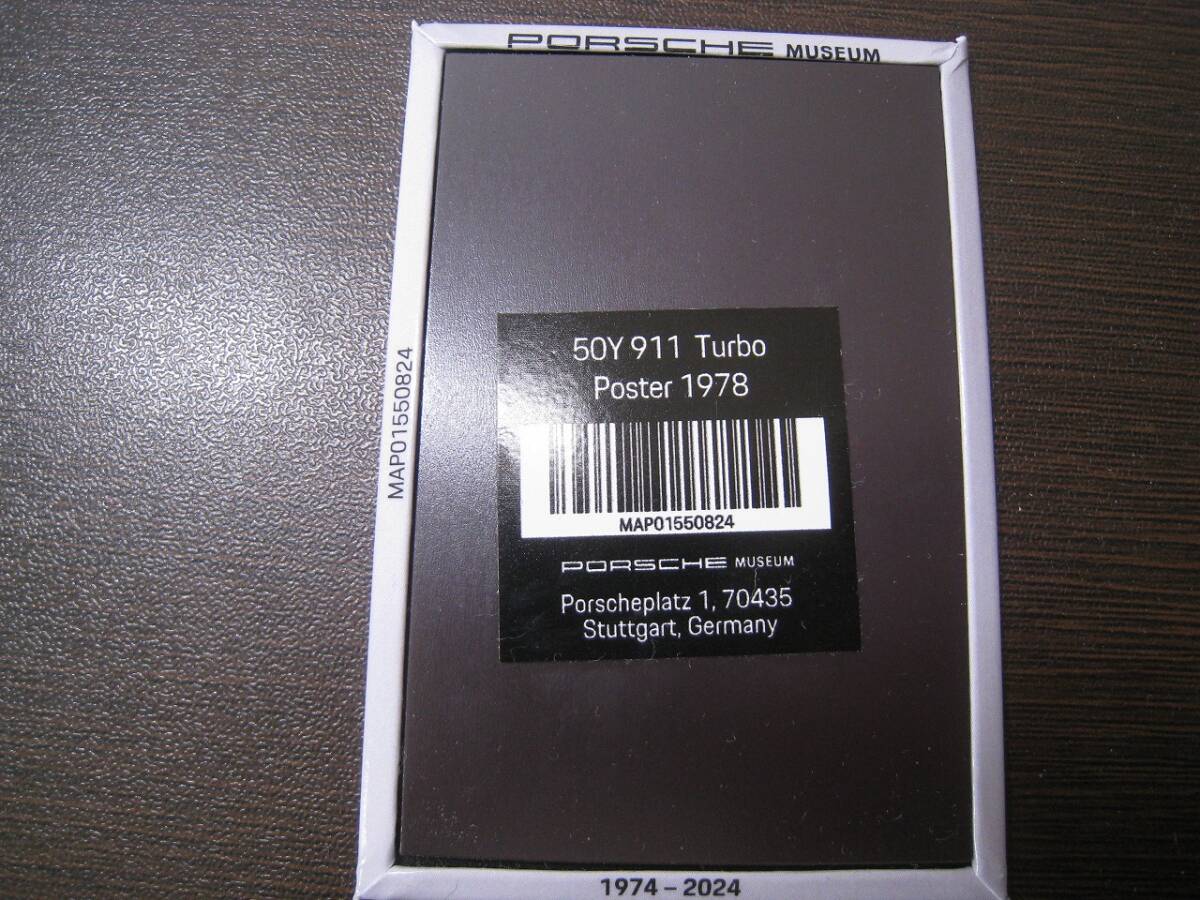 PORSCHE MUSEUM
MAP01550824
50Y 911 Turbo
Poster 1978
MAP01550824
PORSCHE MUSEUM
Porscheplatz 1, 70435
Stuttgart, Germany
1974 – 2024